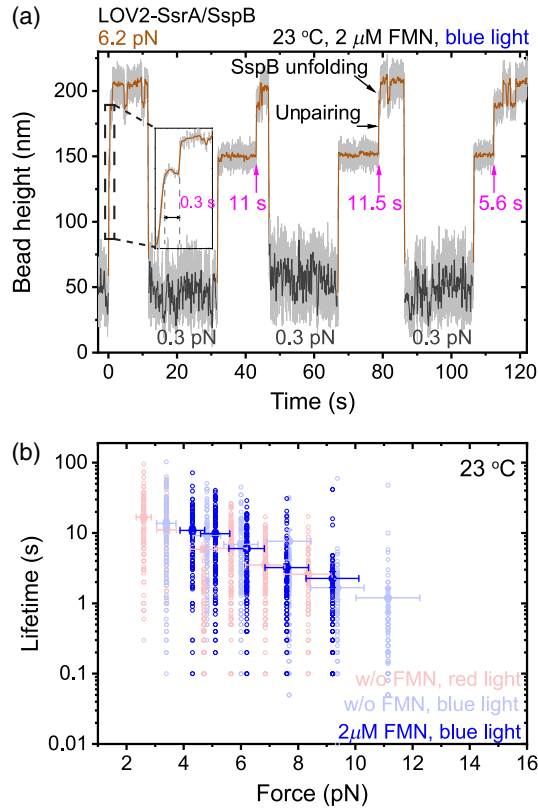 (a)
LOV2-SsrA/SspB
6.2 pN
23 °C, 2 μM FMN, blue light
200
150
100
50
0
Bead height (nm)
SspB unfolding
Unpairing
0.3 s
11 s
11.5 s
5.6 s
0.3 pN
0.3 pN
0.3 pN
0
20
40
60
80
100
120
Time (s)
(b)
23 °C
100
10
1
0.1
0.01
Lifetime (s)
w/o FMN, red light
w/o FMN, blue light
2μM FMN, blue light
2
4
6
8
10
12
14
16
Force (pN)